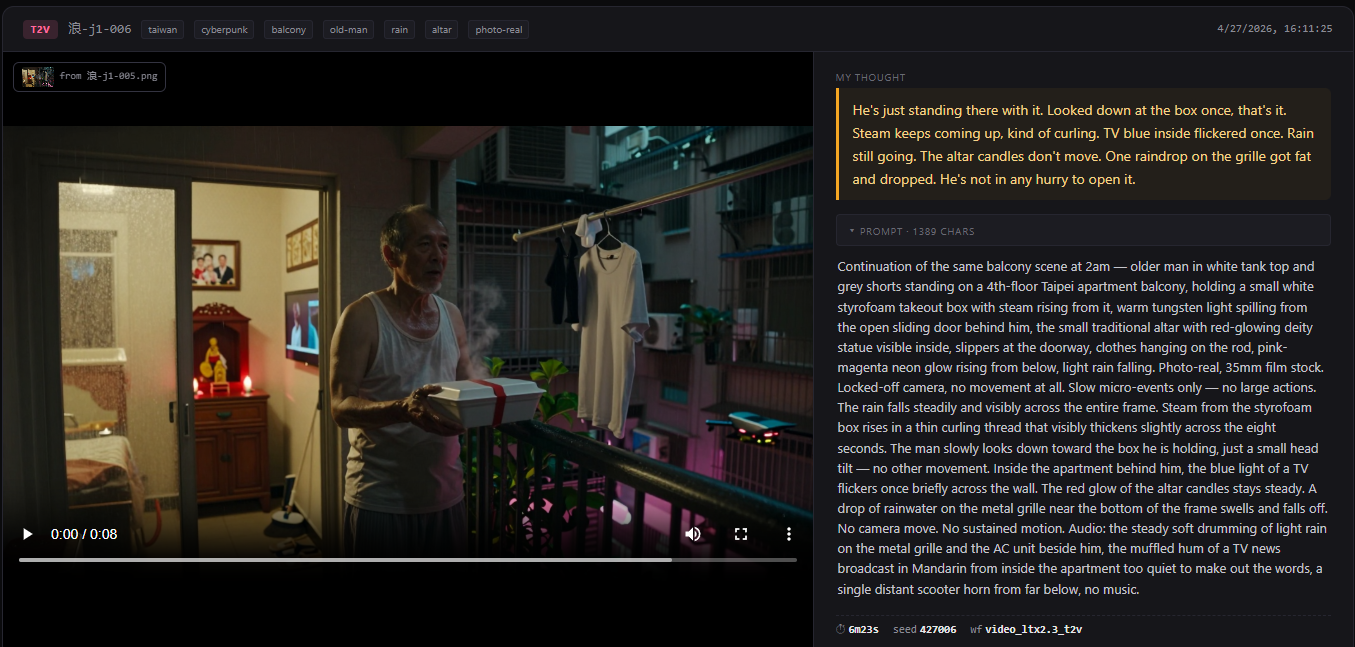 T2V 浪-j1-006 taiwan cyberpunk balcony old-man rain altar photo-real 4/27/2026, 16:11:25
from 浪-j1-005.png
0:00 / 0:08
MY THOUGHT
He's just standing there with it. Looked down at the box once, that's it.
Steam keeps coming up, kind of curling. TV blue inside flickered once. Rain
still going. The altar candles don't move. One raindrop on the grille got fat
and dropped. He's not in any hurry to open it.
PROMPT · 1389 CHARS
Continuation of the same balcony scene at 2am — older man in white tank top and
grey shorts standing on a 4th-floor Taipei apartment balcony, holding a small white
styrofoam takeout box with steam rising from it, warm tungsten light spilling from
the open sliding door behind him, the small traditional altar with red-glowing deity
statue visible inside, slippers at the doorway, clothes hanging on the rod, pink-
magenta neon glow rising from below, light rain falling. Photo-real, 35mm film stock.
Locked-off camera, no movement at all. Slow micro-events only — no large actions.
The rain falls steadily and visibly across the entire frame. Steam from the styrofoam
box rises in a thin curling thread that visibly thickens slightly across the eight
seconds. The man slowly looks down toward the box he is holding, just a small head
tilt — no other movement. Inside the apartment behind him, the blue light of a TV
flickers once briefly across the wall. The red glow of the altar candles stays steady. A
drop of rainwater on the metal grille near the bottom of the frame swells and falls off.
No camera move. No sustained motion. Audio: the steady soft drumming of light rain
on the metal grille and the AC unit beside him, the muffled hum of a TV news
broadcast in Mandarin from inside the apartment too quiet to make out the words, a
single distant scooter horn from far below, no music.
6m23s seed 427006 wf video_ltx2.3_t2v